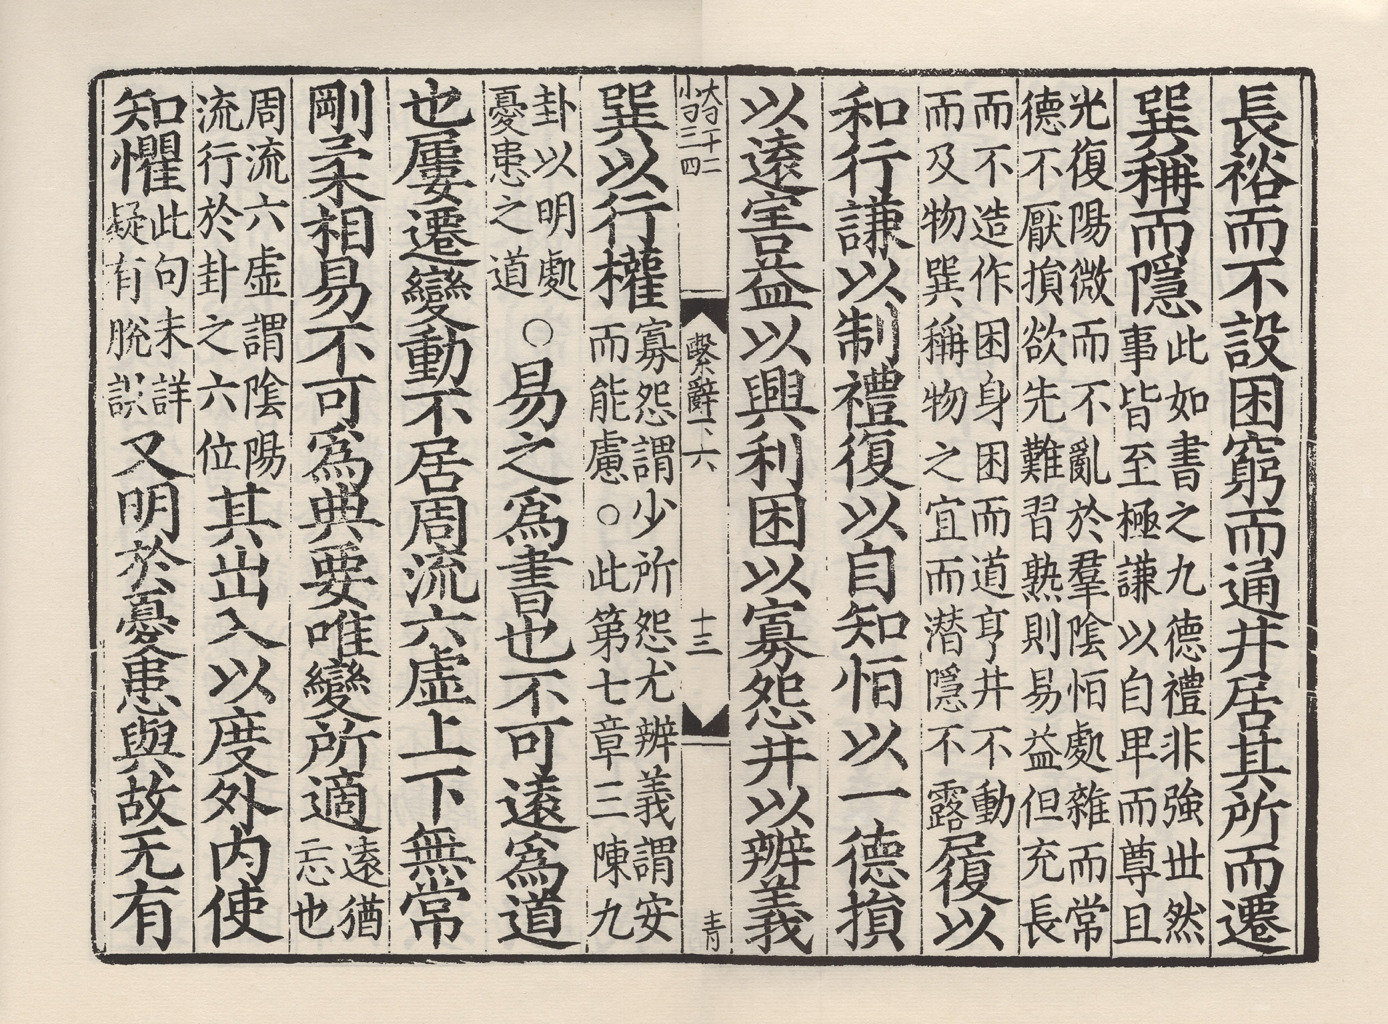 長裕而不設困窮而通井居其所而遷
巽稱而隱此如書之九德禮非強世然
事皆至極謙以自卑而尊且
光復陽微而不亂於羣陰恒處雜而常
德不厭損欲先難習熟則易益但充長
而不造作困身困而道亨井不動
而及物巽稱物之宜而潛隱不露履以
和行謙以制禮復以自知恒以一德損
以遠害益以興利困以寡怨井以辨義
大弓十二
小弓三四
繫辭下六
十三
青
巽以行權寡怨謂少所怨尤辨義謂安
而能慮○此第七章三陳九
卦以明處
憂患之道○易之為書也不可遠為道
也屢遷變動不居周流六虛上下無常
剛柔相易不可為典要唯變所適遠猶
忘也
周流六虛謂陰陽
流行於卦之六位其出入以度外內使
知懼此句未詳
疑有脫誤又明於憂患與故无有